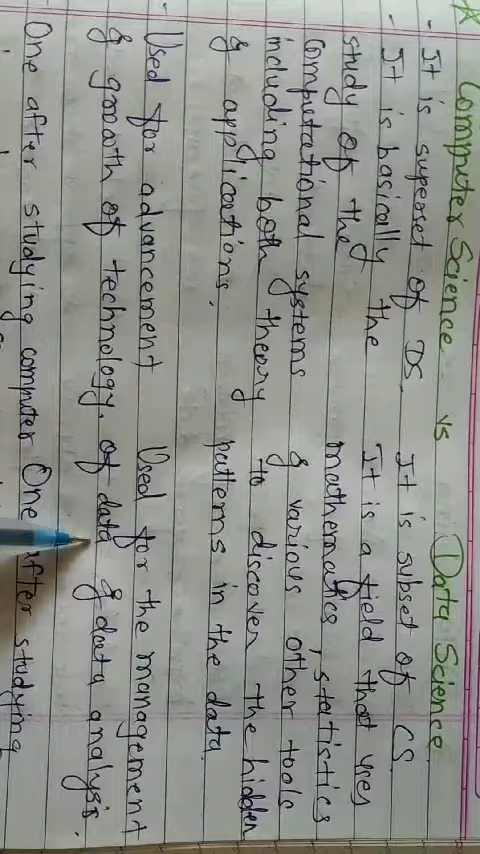 Computer Science vs Data Science
- It is superset of DS. It is subset of CS
- It is basically the It is a field that uses
study of the mathematics, statistics
computational systems & various other tools
including both theory to discover the hidden
& applications. patterns in the data.
- Used for advancement Used for the management
& growth of technology. of data & data analysis.
One after studying computer One after studying